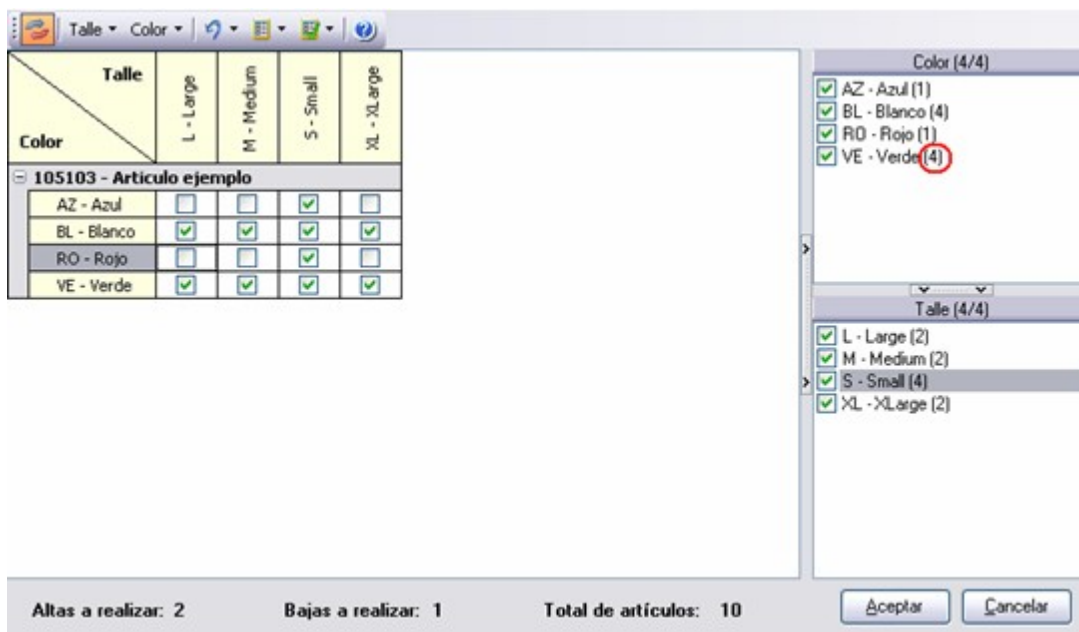 Talle Color
Talle
Color
L - Large
M - Medium
S - Small
XL - XLarge
105103 - Articulo ejemplo
AZ - Azul
BL - Blanco
RO - Rojo
VE - Verde
Color (4/4)
AZ - Azul (1)
BL - Blanco (4)
RO - Rojo (1)
VE - Verde (4)
Talle (4/4)
L - Large (2)
M - Medium (2)
S - Small (4)
XL - XLarge (2)
Altas a realizar: 2 Bajas a realizar: 1 Total de artículos: 10 Aceptar Cancelar